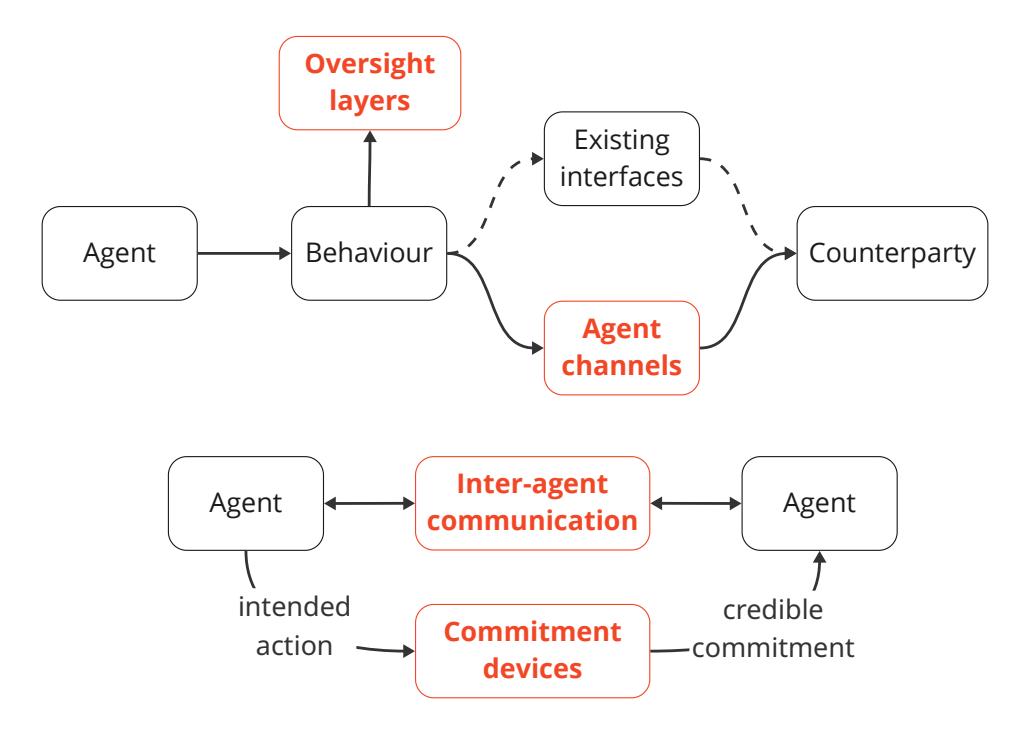 Oversight
layers
Existing
interfaces
Agent
Behaviour
Counterparty
Agent
channels
Agent
Inter-agent
communication
Agent
intended
action
Commitment
devices
credible
commitment